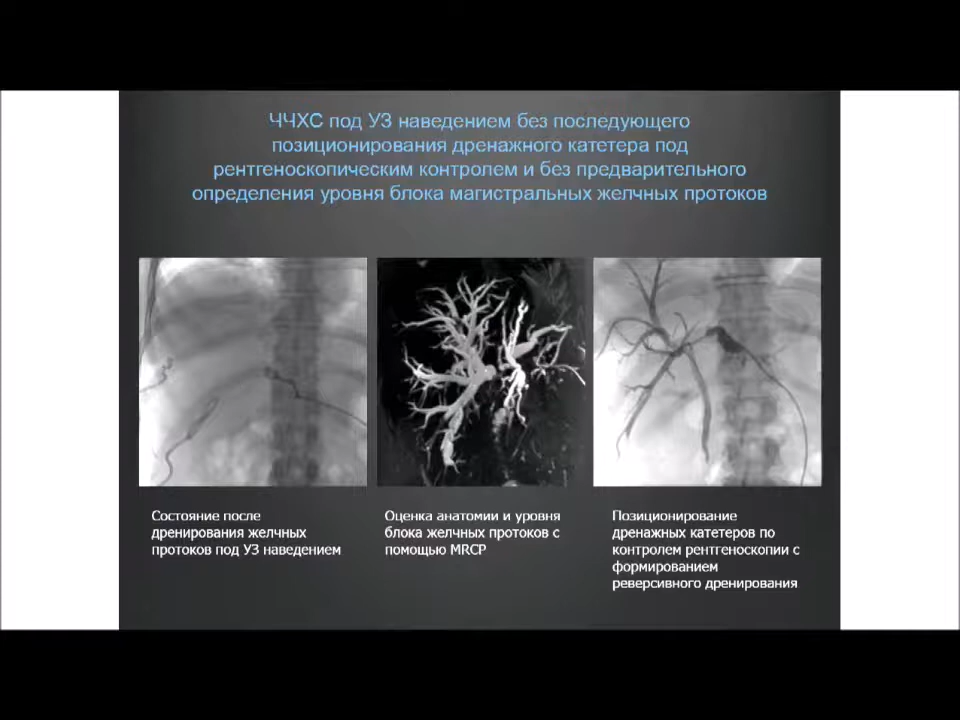 ЧЧХС под УЗ наведением без последующего
позиционирования дренажного катетера под
рентгеноскопическим контролем и без предварительного
определения уровня блока магистральных желчных протоков
Состояние после
дренирования желчных
протоков под УЗ наведением
Оценка анатомии и уровня
блока желчных протоков с
помощью MRCP
Позиционирование
дренажных катетеров по
контролем рентгеноскопии с
формированием
реверсивного дренирования